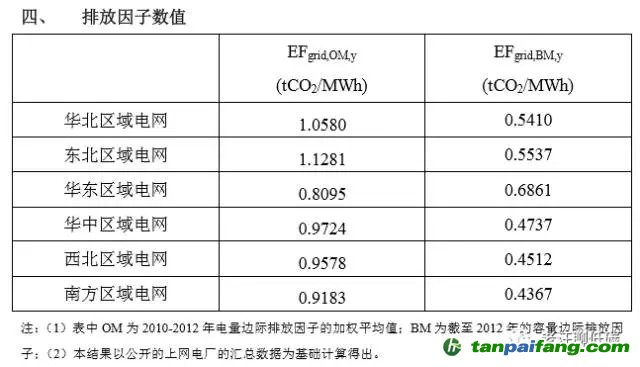 四、 排放因子数值
EFgrid,OM,y EFgrid,BM,y
(tCO2/MWh) (tCO2/MWh)
华北区域电网 1.0580 0.5410
东北区域电网 1.1281 0.5537
华东区域电网 0.8095 0.6861
华中区域电网 0.9724 0.4737
西北区域电网 0.9578 0.4512
南方区域电网 0.9183 0.4367
注：（1）表中 OM 为 2010-2012 年电量边际排放因子的加权平均值；BM 为截至 2012 年的容量边际排放因
子；（2）本结果以公开的上网电厂的汇总数据为基础计算得出。
tanpaifang.com